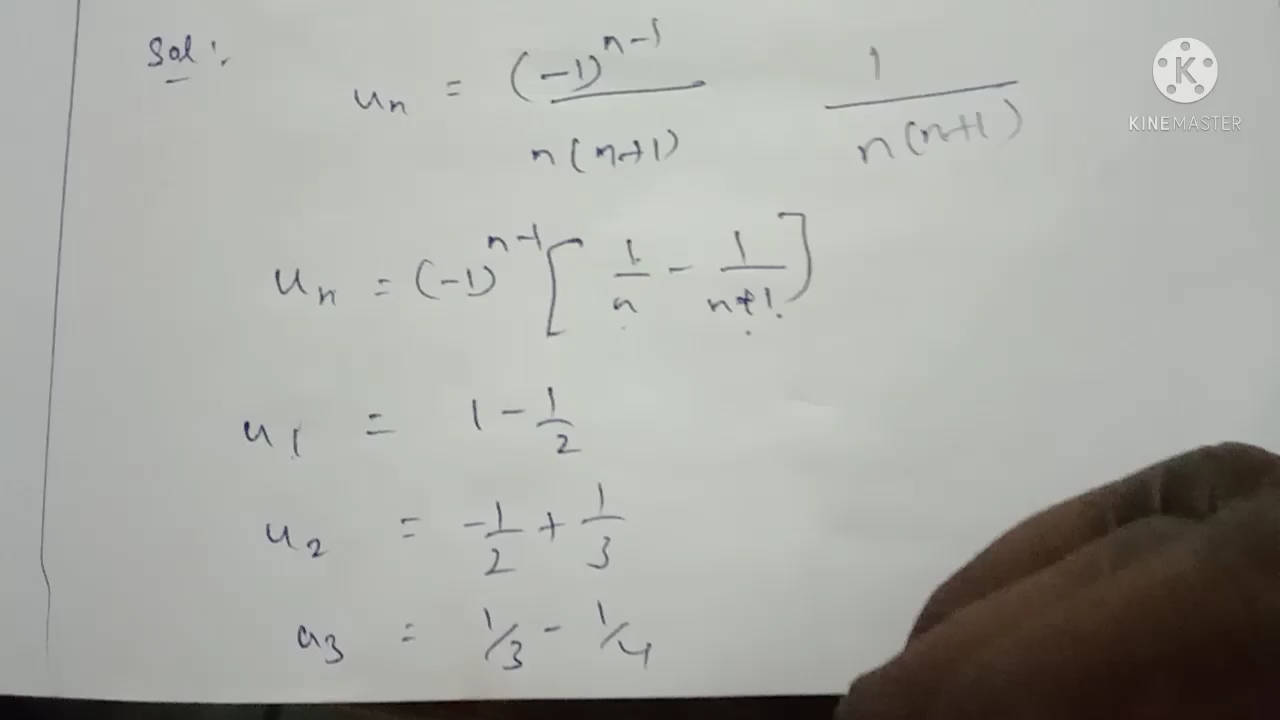 Sol:
uₙ = (-1)ⁿ⁻¹ / n(n+1)    1 / n(n+1)
K
KINEMASTER
uₙ = (-1)ⁿ⁻¹ [ 1/n - 1/n+1 ]
u₁ = 1 - 1/2
u₂ = -1/2 + 1/3
u₃ = 1/3 - 1/4